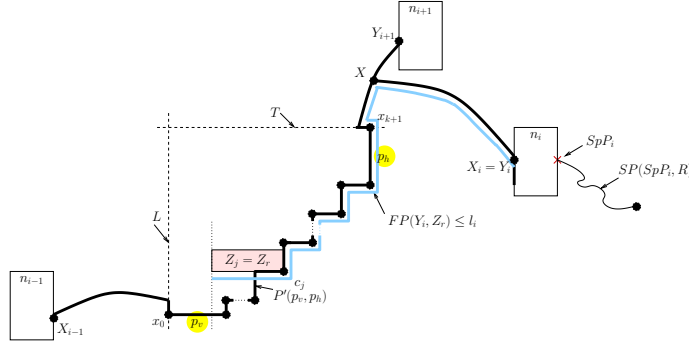 n_{i+1}
Y_{i+1}
X
T
x_{k+1}
n_i
SpP_i
p_h
X_i = Y_i
SP(SpP_i, R)
L
FP(Y_i, Z_r) ≤ l_i
Z_j = Z_r
n_{i-1}
c_j
P'(p_v, p_h)
X_{i-1}
x_0
p_v